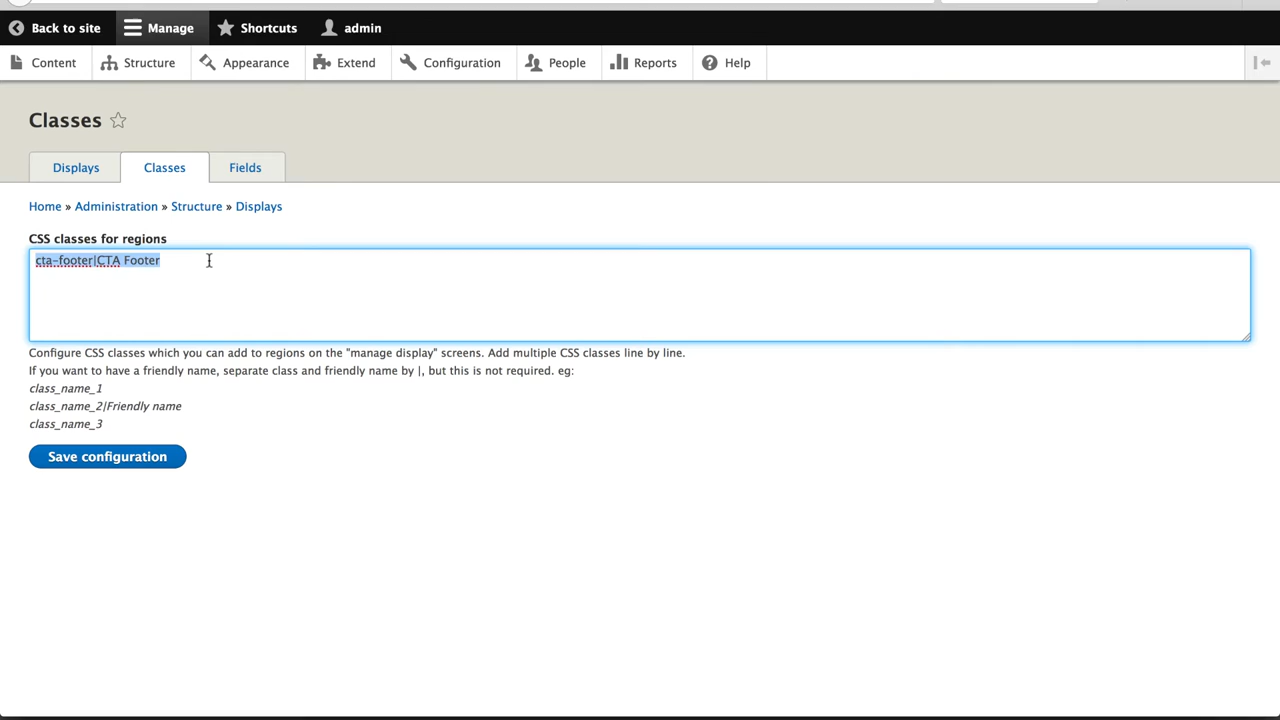 Back to site Manage Shortcuts admin
Content Structure Appearance Extend Configuration People Reports Help
Classes
Displays Classes Fields
Home » Administration » Structure » Displays
CSS classes for regions
cta-footer|CTA Footer
Configure CSS classes which you can add to regions on the "manage display" screens. Add multiple CSS classes line by line.
If you want to have a friendly name, separate class and friendly name by |, but this is not required. eg:
class_name_1
class_name_2|Friendly name
class_name_3
Save configuration